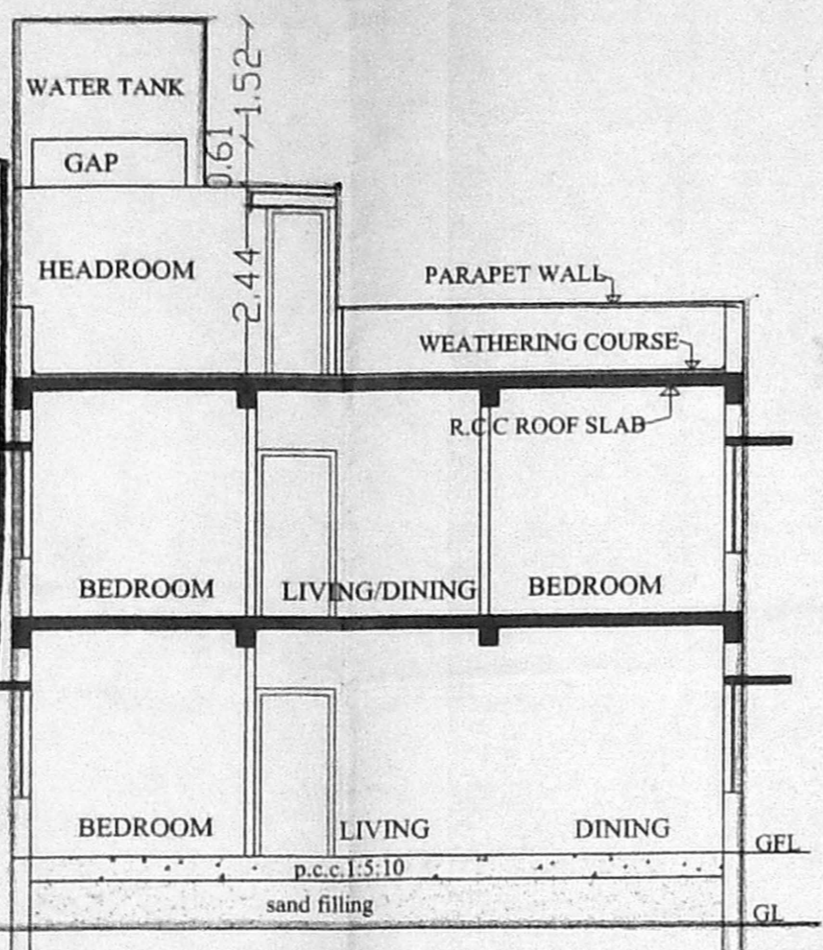 WATER TANK
1.52
GAP
0.61
HEADROOM
2.44
PARAPET WALL
WEATHERING COURSE
R.C C ROOF SLAB
BEDROOM
LIVING/DINING
BEDROOM
BEDROOM
LIVING
DINING
GFL
p.c.c.1:5:10
sand filling
GL